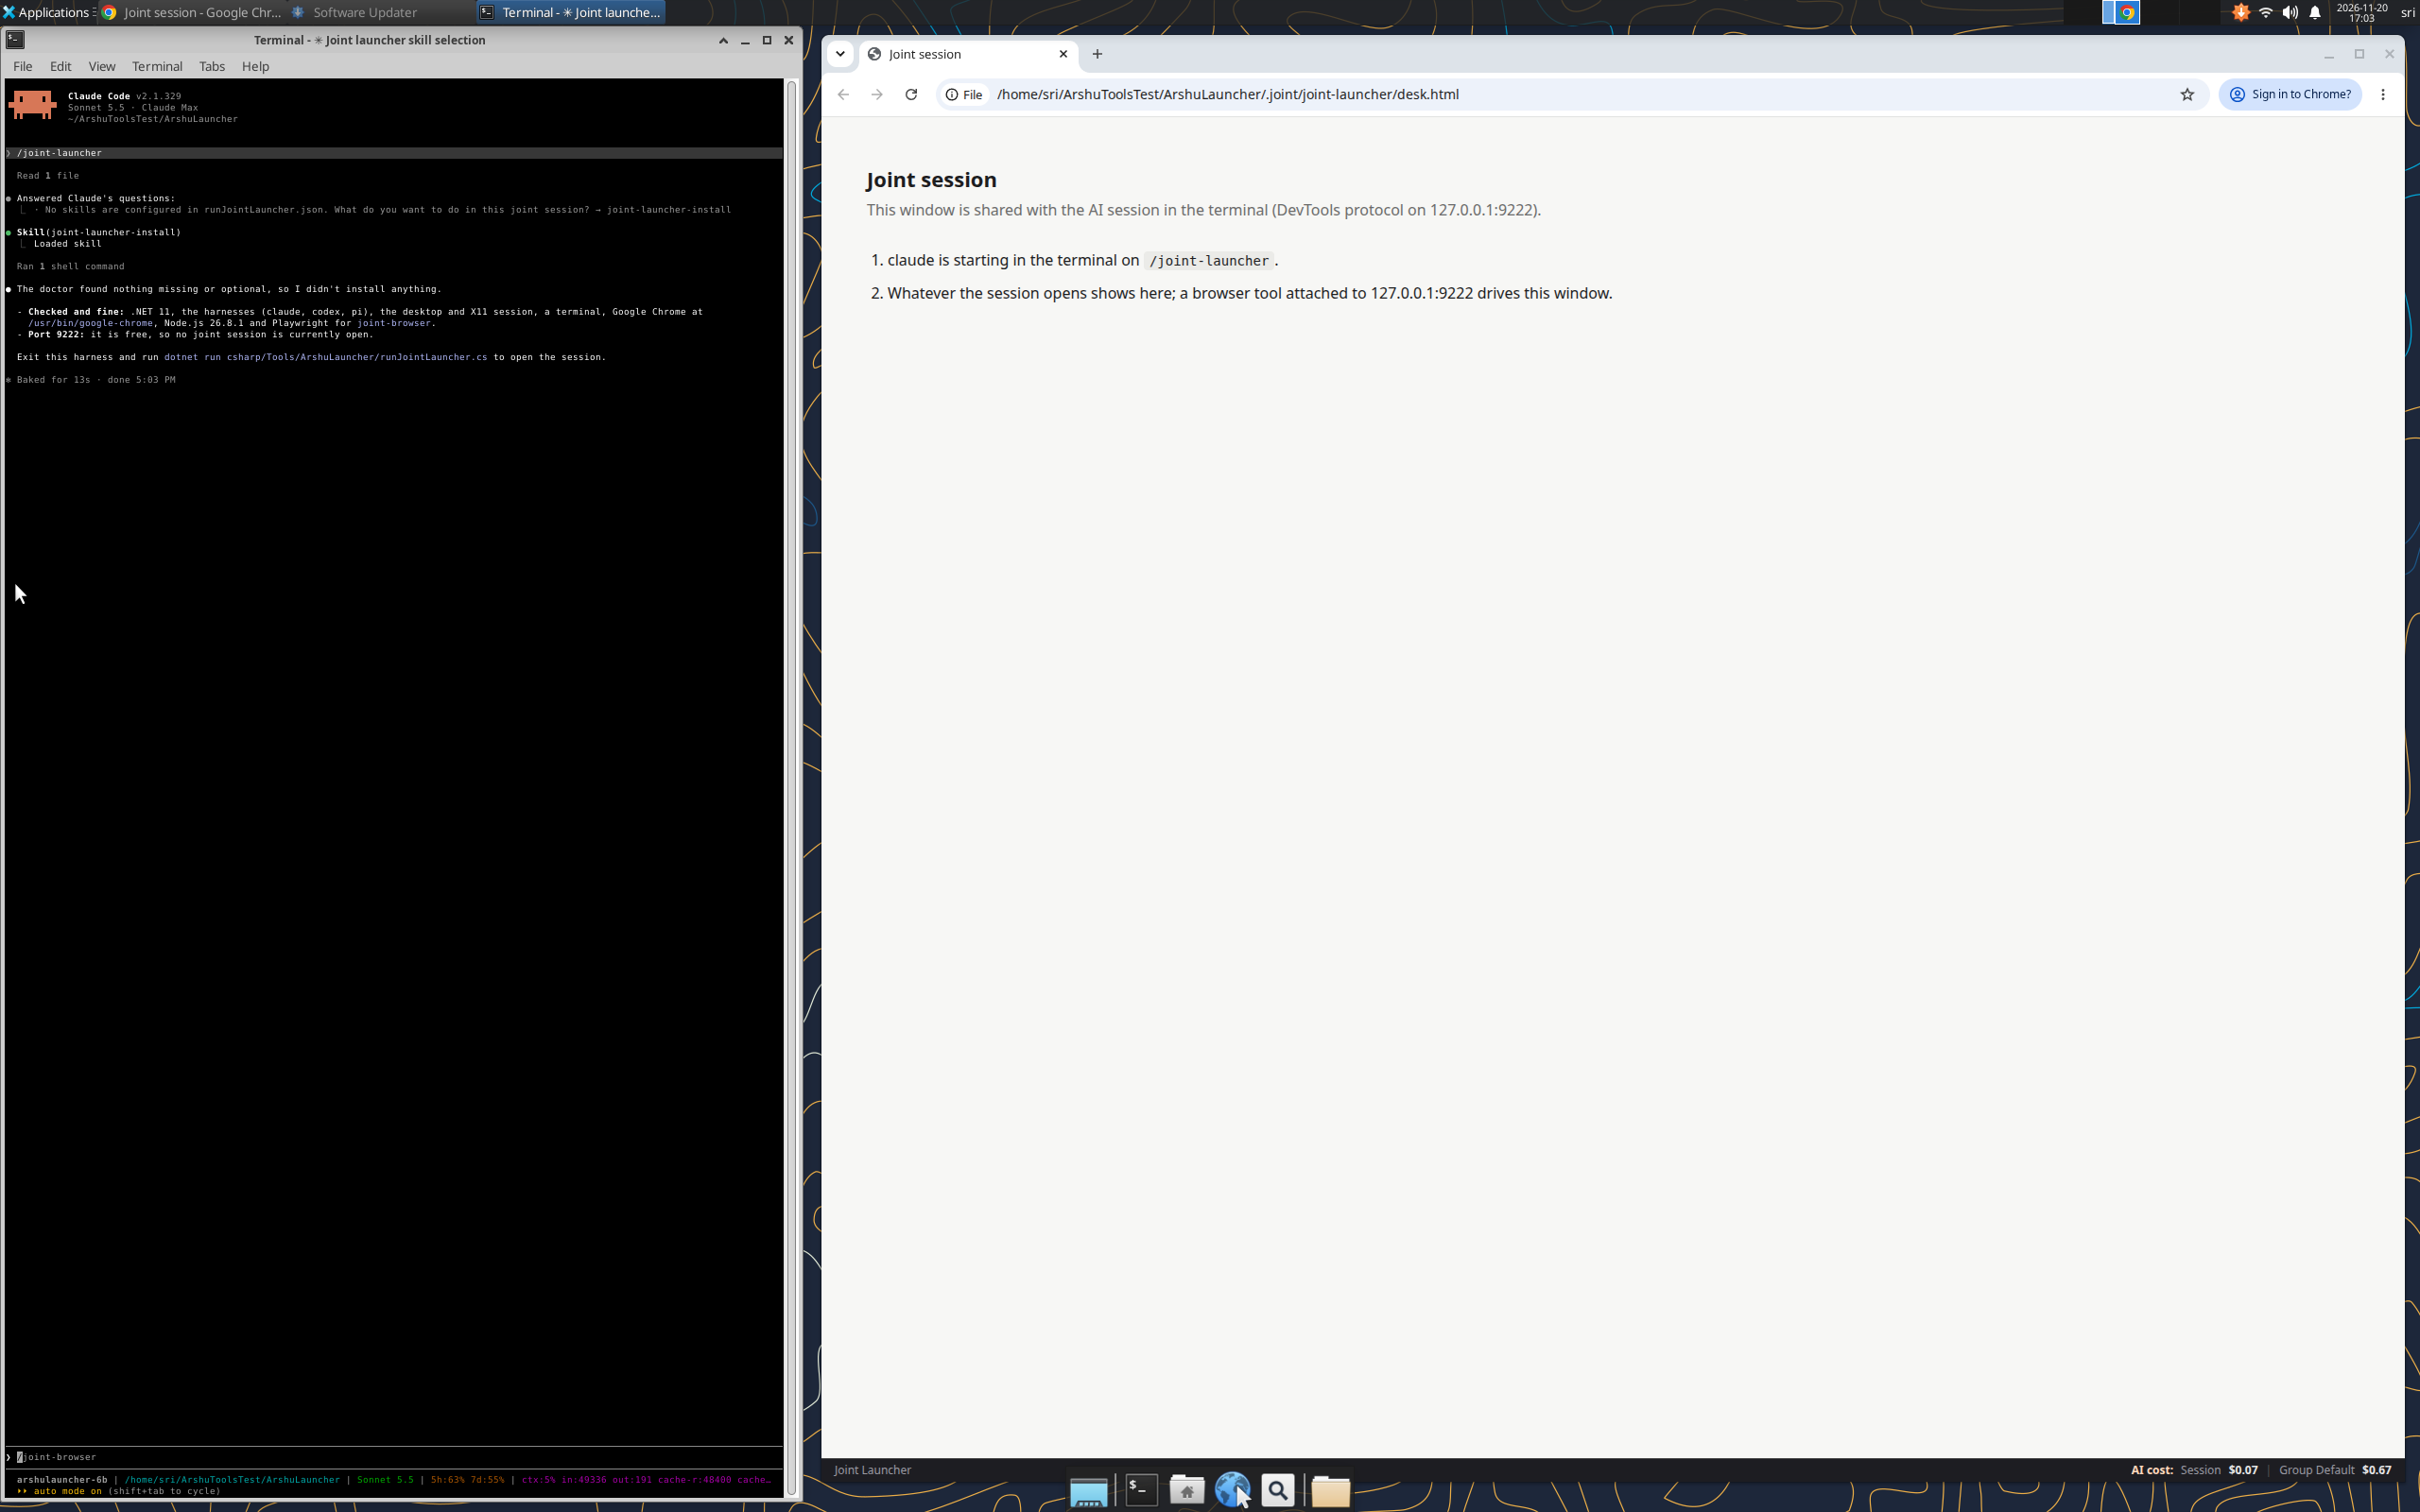 Applications
Joint session - Google Chr...
Software Updater
Terminal - ✳ Joint launche...
2026-11-20
17:03
sri
Terminal - ✳ Joint launcher skill selection
File Edit View Terminal Tabs Help
Claude Code v2.1.329
Sonnet 5.5 · Claude Max
~/ArshuToolsTest/ArshuLauncher
❯ /joint-launcher
Read 1 file
● Answered Claude's questions:
⎿ · No skills are configured in runJointLauncher.json. What do you want to do in this joint session? → joint-launcher-install
● Skill(joint-launcher-install)
⎿ Loaded skill
Ran 1 shell command
● The doctor found nothing missing or optional, so I didn't install anything.
- Checked and fine: .NET 11, the harnesses (claude, codex, pi), the desktop and X11 session, a terminal, Google Chrome at
/usr/bin/google-chrome, Node.js 26.8.1 and Playwright for joint-browser.
- Port 9222: it is free, so no joint session is currently open.
Exit this harness and run dotnet run csharp/Tools/ArshuLauncher/runJointLauncher.cs to open the session.
✻ Baked for 13s · done 5:03 PM
❯ /joint-browser
arshulauncher-6b | /home/sri/ArshuToolsTest/ArshuLauncher | Sonnet 5.5 | 5h:63% 7d:55% | ctx:5% in:49336 out:191 cache-r:48400 cache…
⏵⏵ auto mode on (shift+tab to cycle)
Joint session
File /home/sri/ArshuToolsTest/ArshuLauncher/.joint/joint-launcher/desk.html
Sign in to Chrome?
Joint session
This window is shared with the AI session in the terminal (DevTools protocol on 127.0.0.1:9222).
1. claude is starting in the terminal on /joint-launcher .
2. Whatever the session opens shows here; a browser tool attached to 127.0.0.1:9222 drives this window.
Joint Launcher
AI cost: Session $0.07 | Group Default $0.67